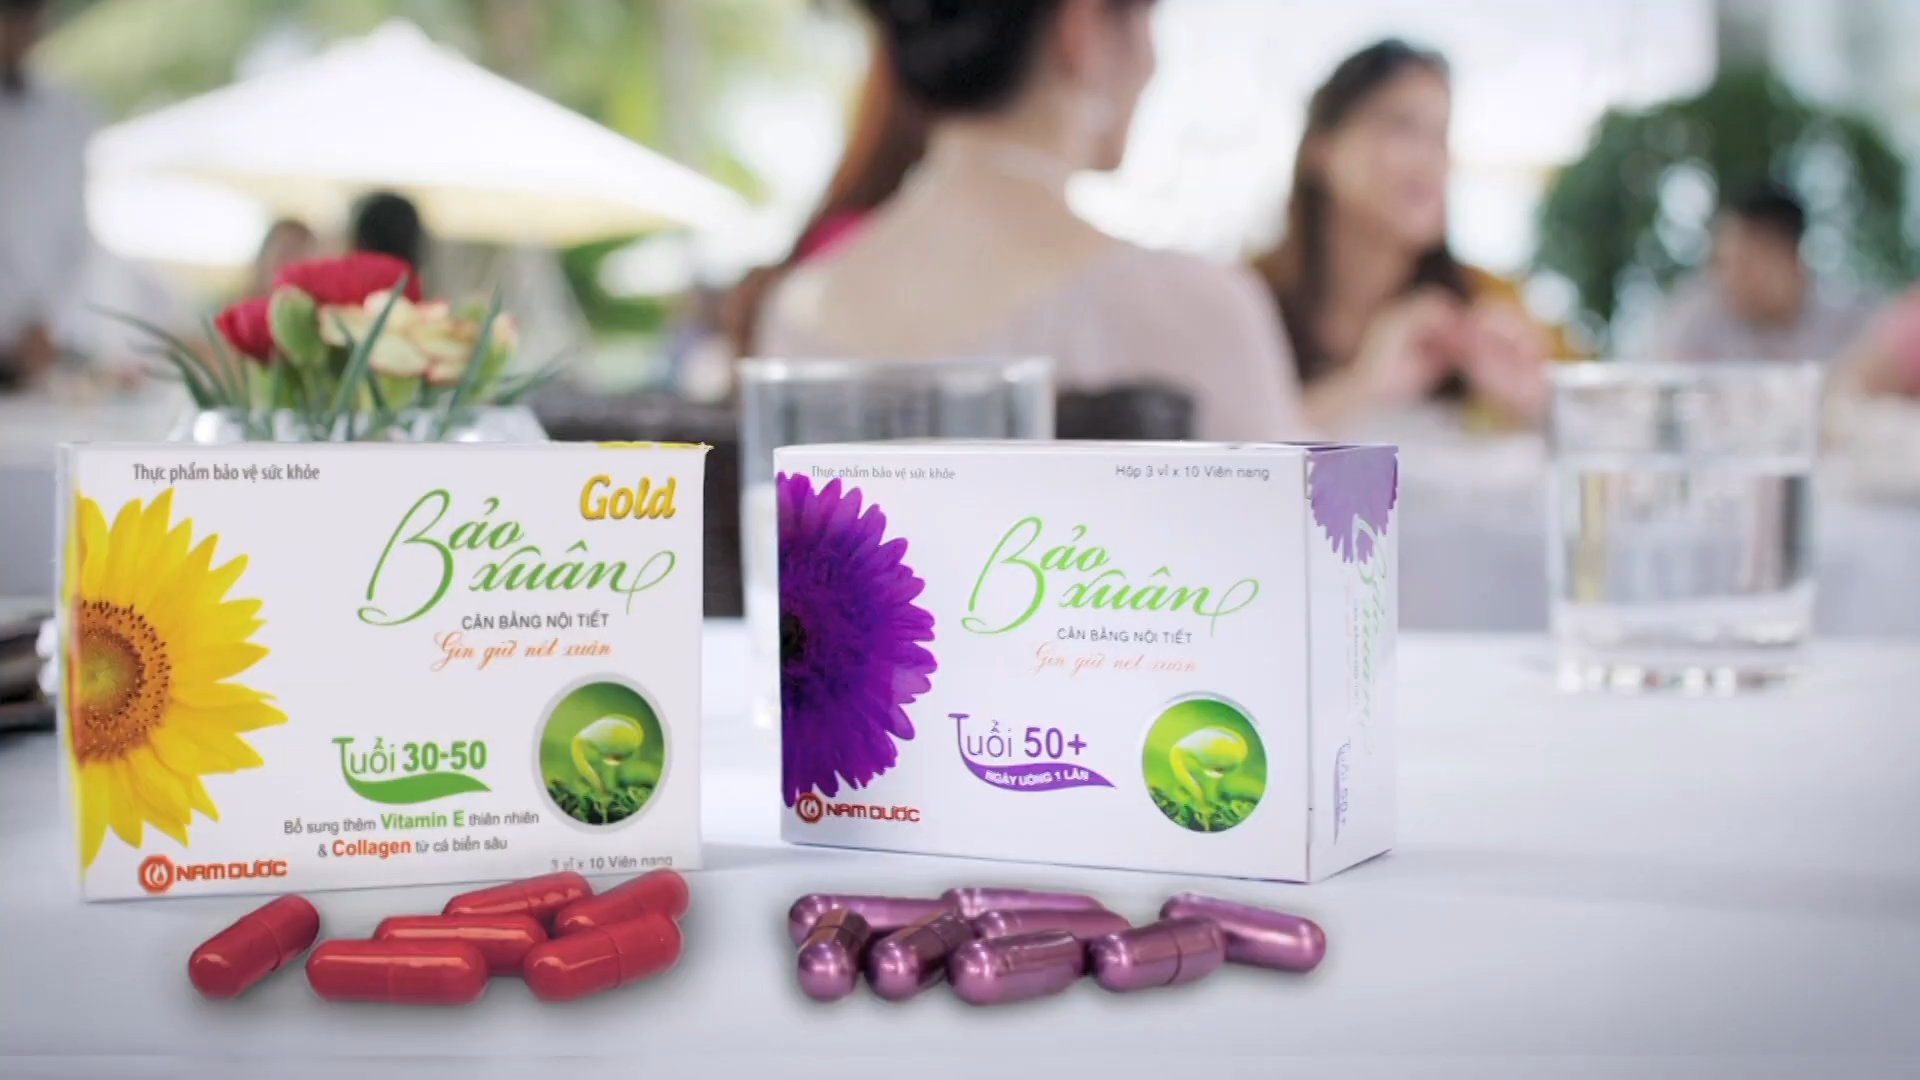 Thực phẩm bảo vệ sức khỏe
Gold
Bảo
xuân
CÂN BẰNG NỘI TIẾT
Gìn giữ nét xuân
Tuổi 30-50
Bổ sung thêm Vitamin E thiên nhiên
& Collagen từ cá biển sâu
NAM DƯỢC
3 vỉ x 10 Viên nang
Thực phẩm bảo vệ sức khỏe
Hộp 3 vỉ x 10 Viên nang
Bảo
xuân
CÂN BẰNG NỘI TIẾT
Gìn giữ nét xuân
Tuổi 50+
NGÀY UỐNG 1 LẦN
NAM DƯỢC
Tuổi 50+